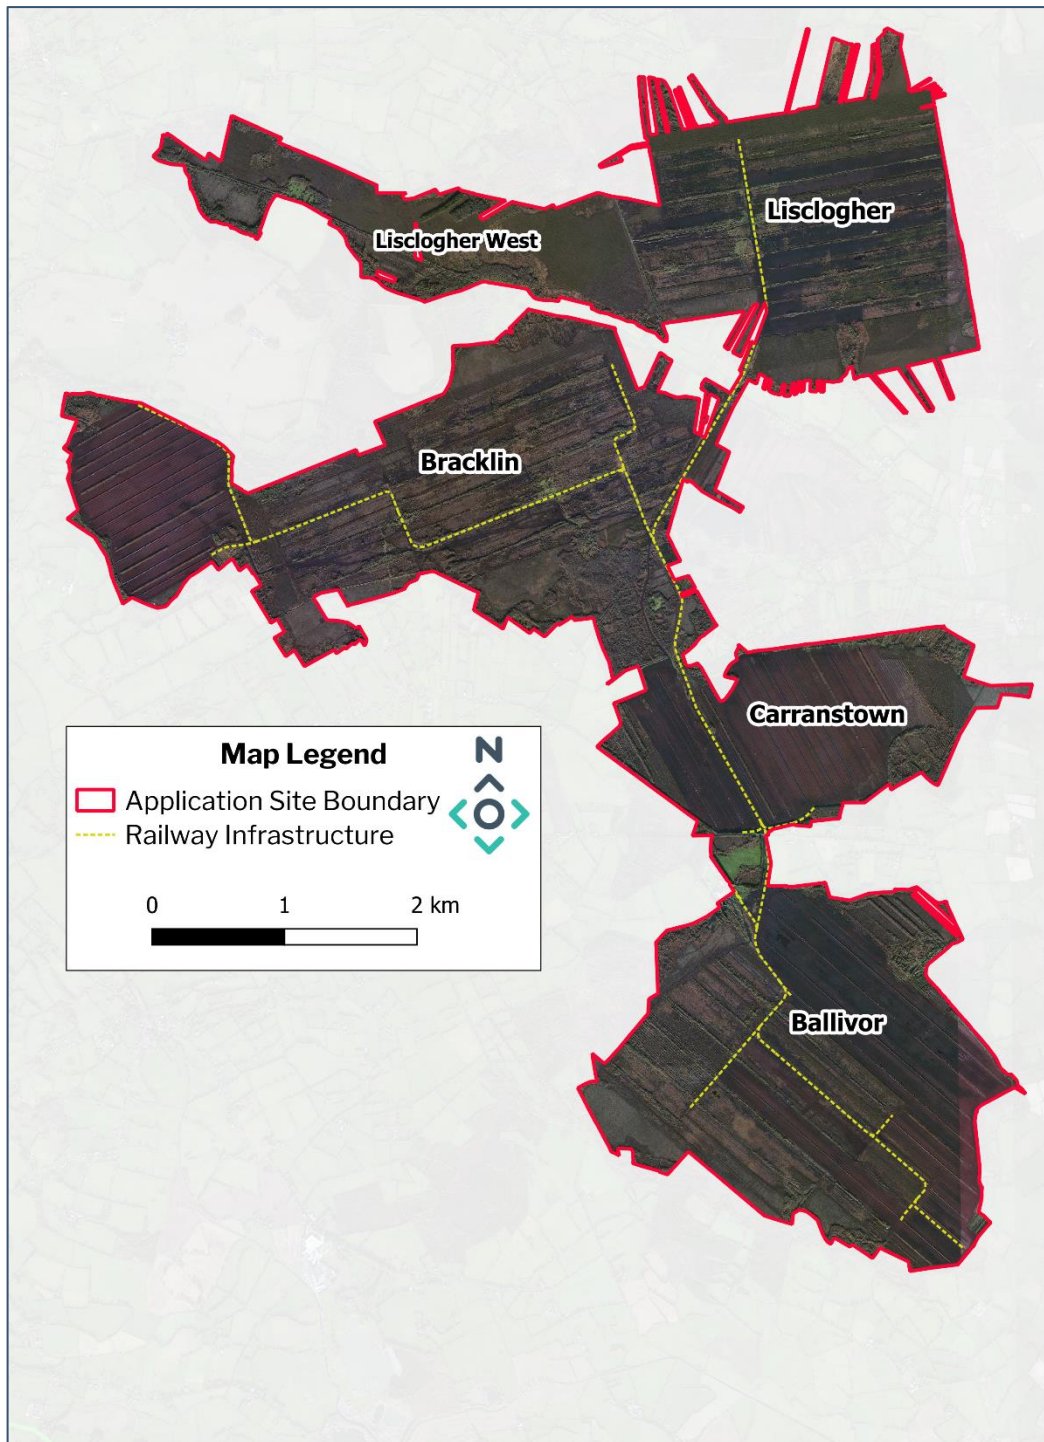 Lisclogher
Lisclogher West
Bracklin
Carranstown
Map Legend
N
Application Site Boundary
Railway Infrastructure
0 1 2 km
Ballivor